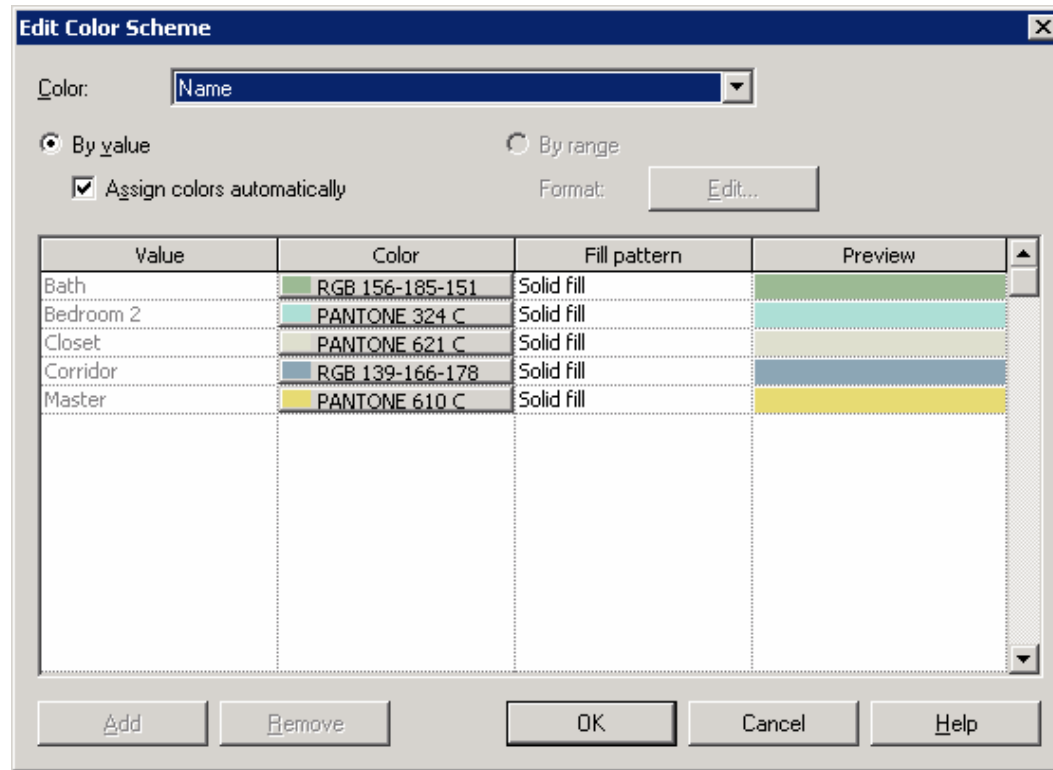 Edit Color Scheme
Color: Name
By value By range
Assign colors automatically Format: Edit...
Value Color Fill pattern Preview
Bath RGB 156-185-151 Solid fill
Bedroom 2 PANTONE 324 C Solid fill
Closet PANTONE 621 C Solid fill
Corridor RGB 139-166-178 Solid fill
Master PANTONE 610 C Solid fill
Add Remove OK Cancel Help